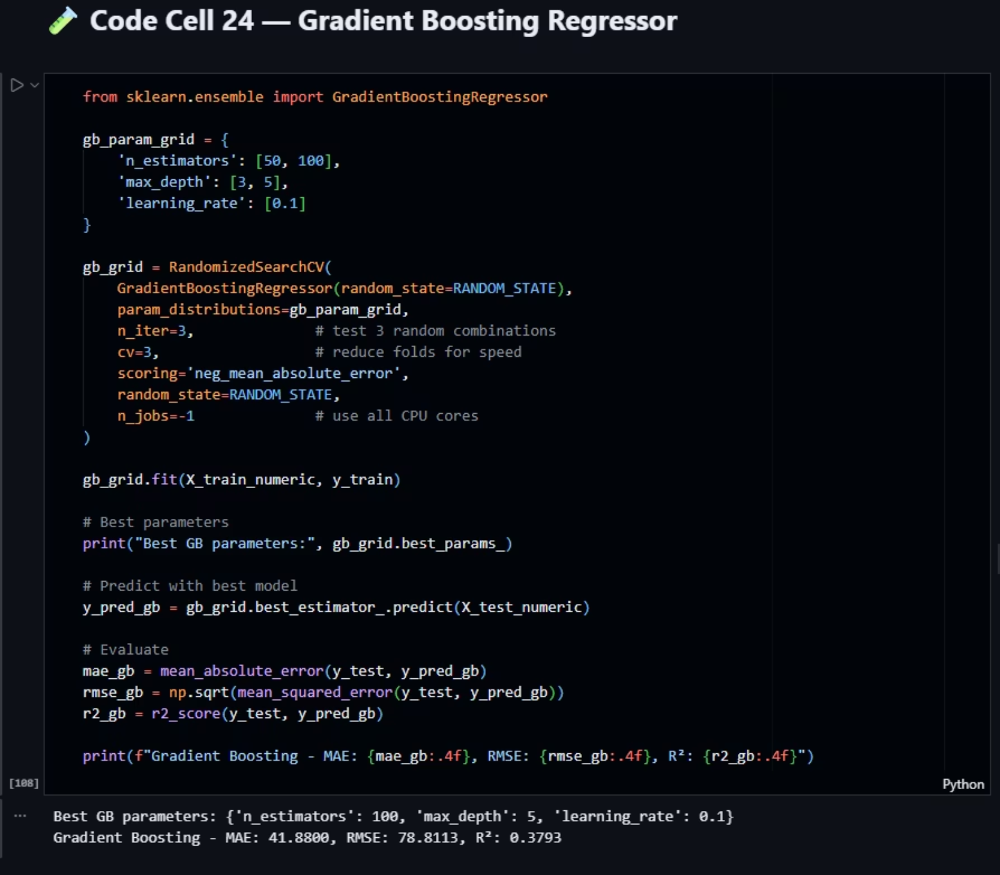 🧪 Code Cell 24 — Gradient Boosting Regressor
from sklearn.ensemble import GradientBoostingRegressor
gb_param_grid = {
    'n_estimators': [50, 100],
    'max_depth': [3, 5],
    'learning_rate': [0.1]
}
gb_grid = RandomizedSearchCV(
    GradientBoostingRegressor(random_state=RANDOM_STATE),
    param_distributions=gb_param_grid,
    n_iter=3,              # test 3 random combinations
    cv=3,                  # reduce folds for speed
    scoring='neg_mean_absolute_error',
    random_state=RANDOM_STATE,
    n_jobs=-1              # use all CPU cores
)
gb_grid.fit(X_train_numeric, y_train)
# Best parameters
print("Best GB parameters:", gb_grid.best_params_)
# Predict with best model
y_pred_gb = gb_grid.best_estimator_.predict(X_test_numeric)
# Evaluate
mae_gb = mean_absolute_error(y_test, y_pred_gb)
rmse_gb = np.sqrt(mean_squared_error(y_test, y_pred_gb))
r2_gb = r2_score(y_test, y_pred_gb)
print(f"Gradient Boosting - MAE: {mae_gb:.4f}, RMSE: {rmse_gb:.4f}, R²: {r2_gb:.4f}")
[108]
Python
Best GB parameters: {'n_estimators': 100, 'max_depth': 5, 'learning_rate': 0.1}
Gradient Boosting - MAE: 41.8800, RMSE: 78.8113, R²: 0.3793